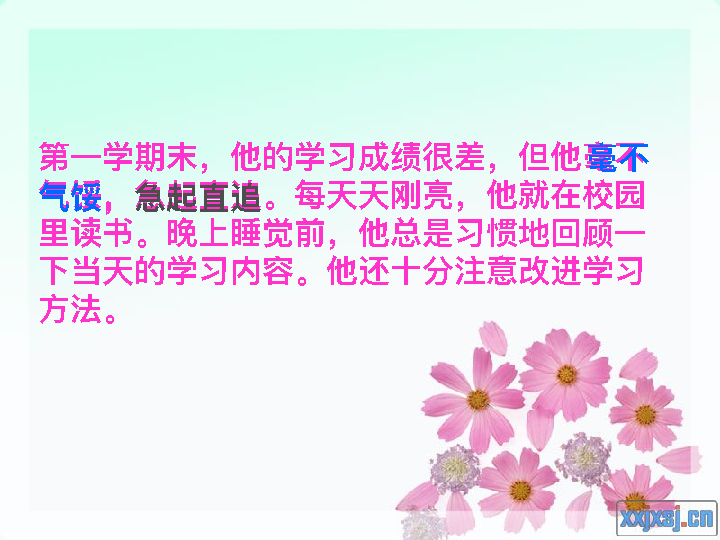 第一学期末，他的学习成绩很差，但他毫不
气馁，急起直追。每天天刚亮，他就在校园
里读书。晚上睡觉前，他总是习惯地回顾一
下当天的学习内容。他还十分注意改进学习
方法。
xxjxsj.cn